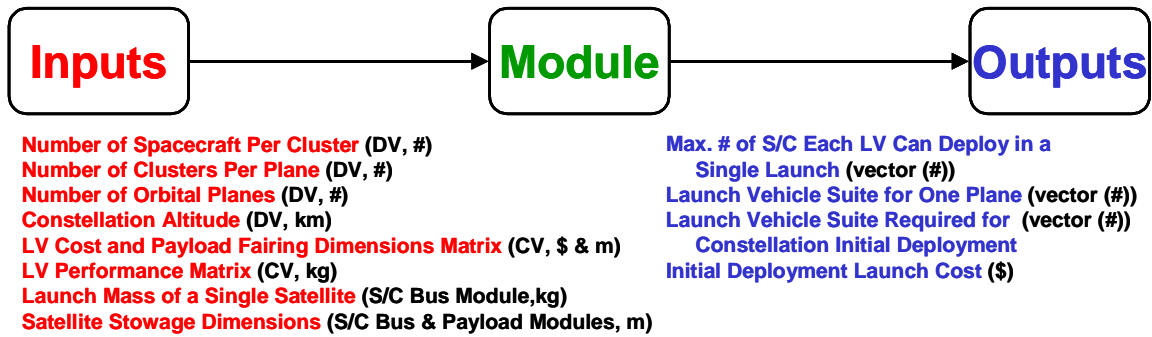 Inputs
Module
Outputs
Number of Spacecraft Per Cluster (DV, #)
Number of Clusters Per Plane (DV, #)
Number of Orbital Planes (DV, #)
Constellation Altitude (DV, km)
LV Cost and Payload Fairing Dimensions Matrix (CV, $ & m)
LV Performance Matrix (CV, kg)
Launch Mass of a Single Satellite (S/C Bus Module,kg)
Satellite Stowage Dimensions (S/C Bus & Payload Modules, m)
Max. # of S/C Each LV Can Deploy in a
Single Launch (vector (#))
Launch Vehicle Suite for One Plane (vector (#))
Launch Vehicle Suite Required for (vector (#))
Constellation Initial Deployment
Initial Deployment Launch Cost ($)